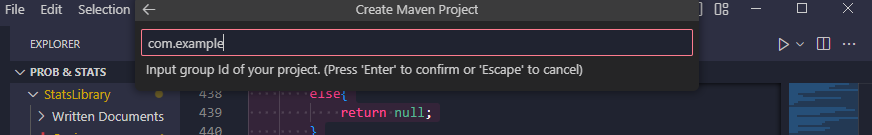 File Edit Selection
Create Maven Project
EXPLORER
com.example
Input group Id of your project. (Press 'Enter' to confirm or 'Escape' to cancel)
PROB & STATS
StatsLibrary
Written Documents
438 else{
439 return null;
440 }